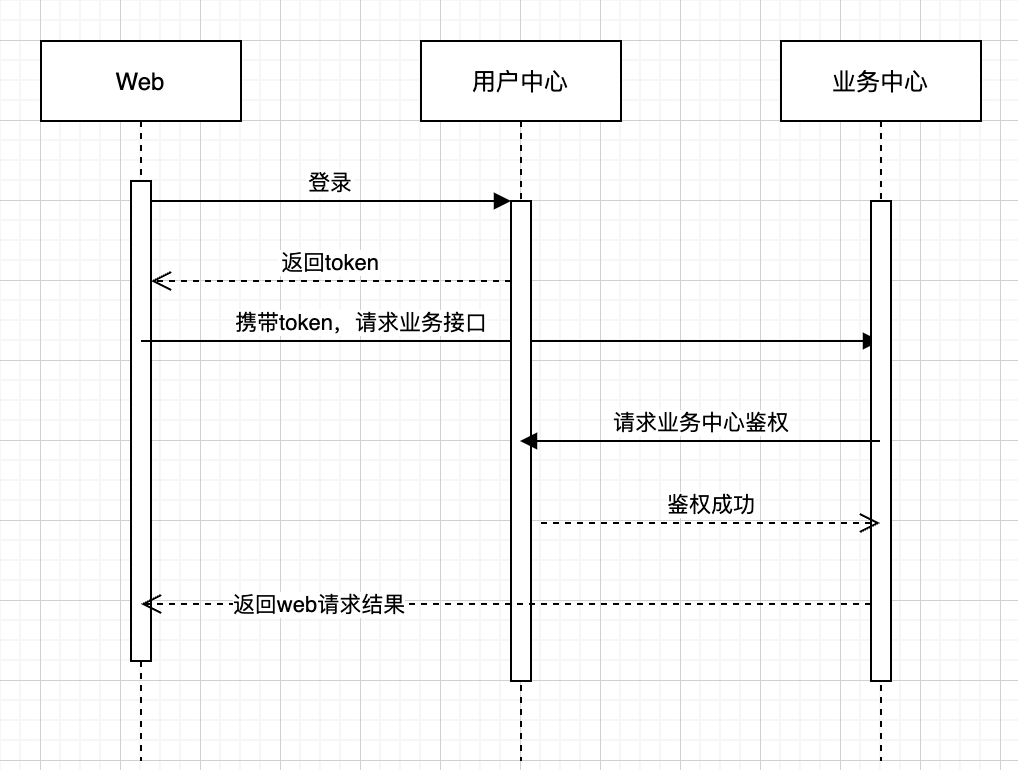 Web
用户中心
业务中心
登录
返回token
携带token，请求业务接口
请求业务中心鉴权
鉴权成功
返回web请求结果